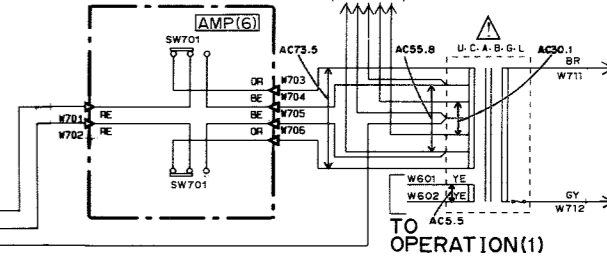 AMP(6)
SW701
AC73.5
AC55.8
U.C.A.B.G.L
AC30.1
BR
W711
OR W703
BE W704
BE W705
OR W706
W701 RE
W702 RE
SW701
W601 YE
W602 YE
AC5.5
GY
W712
TO
OPERATION(1)